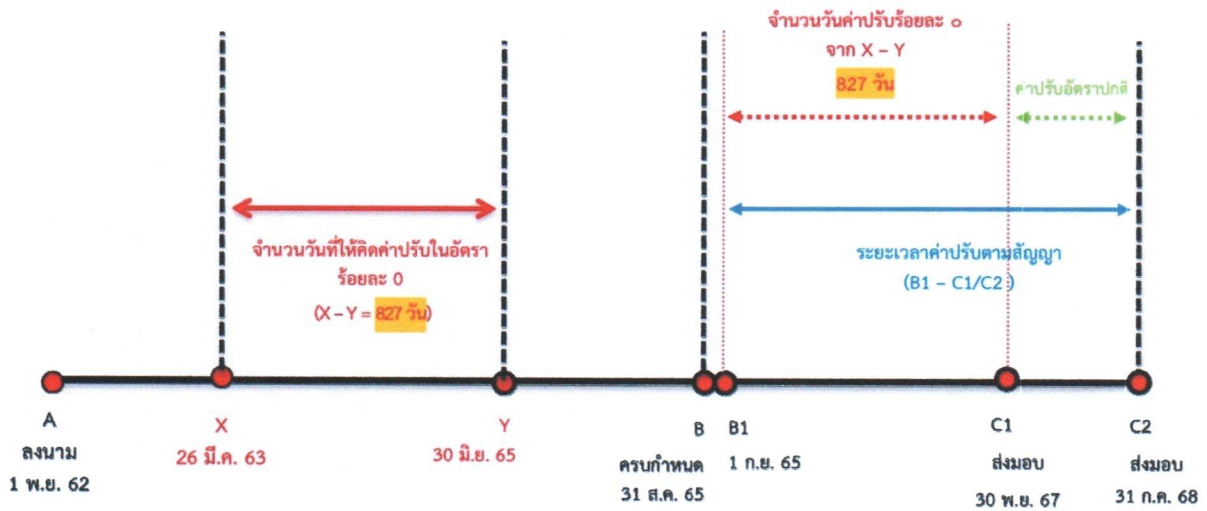 จำนวนวันค่าปรับร้อยละ ๐
จาก X – Y
827 วัน
ค่าปรับอัตราปกติ
จำนวนวันที่ให้คิดค่าปรับในอัตรา
ร้อยละ 0
(X – Y = 827 วัน)
ระยะเวลาค่าปรับตามสัญญา
(B1 – C1/C2 )
A
ลงนาม
1 พ.ย. 62
X
26 มี.ค. 63
Y
30 มิ.ย. 65
B
ครบกำหนด
31 ส.ค. 65
B1
1 ก.ย. 65
C1
ส่งมอบ
30 พ.ย. 67
C2
ส่งมอบ
31 ก.ค. 68